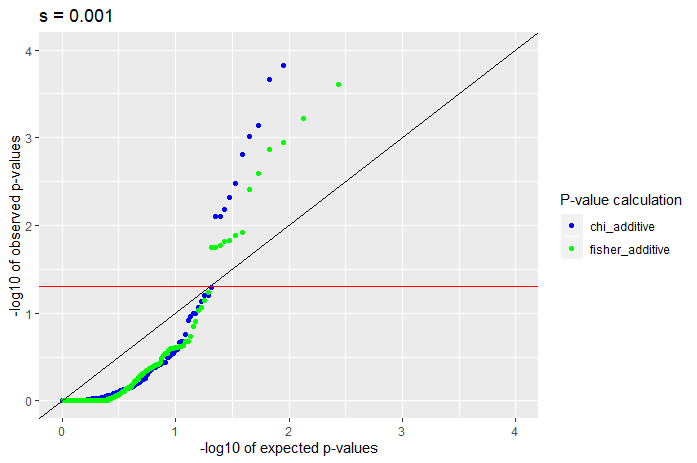 s = 0.001
-log10 of observed p-values
4
3
2
1
0
0 1 2 3 4
-log10 of expected p-values
P-value calculation
chi_additive
fisher_additive